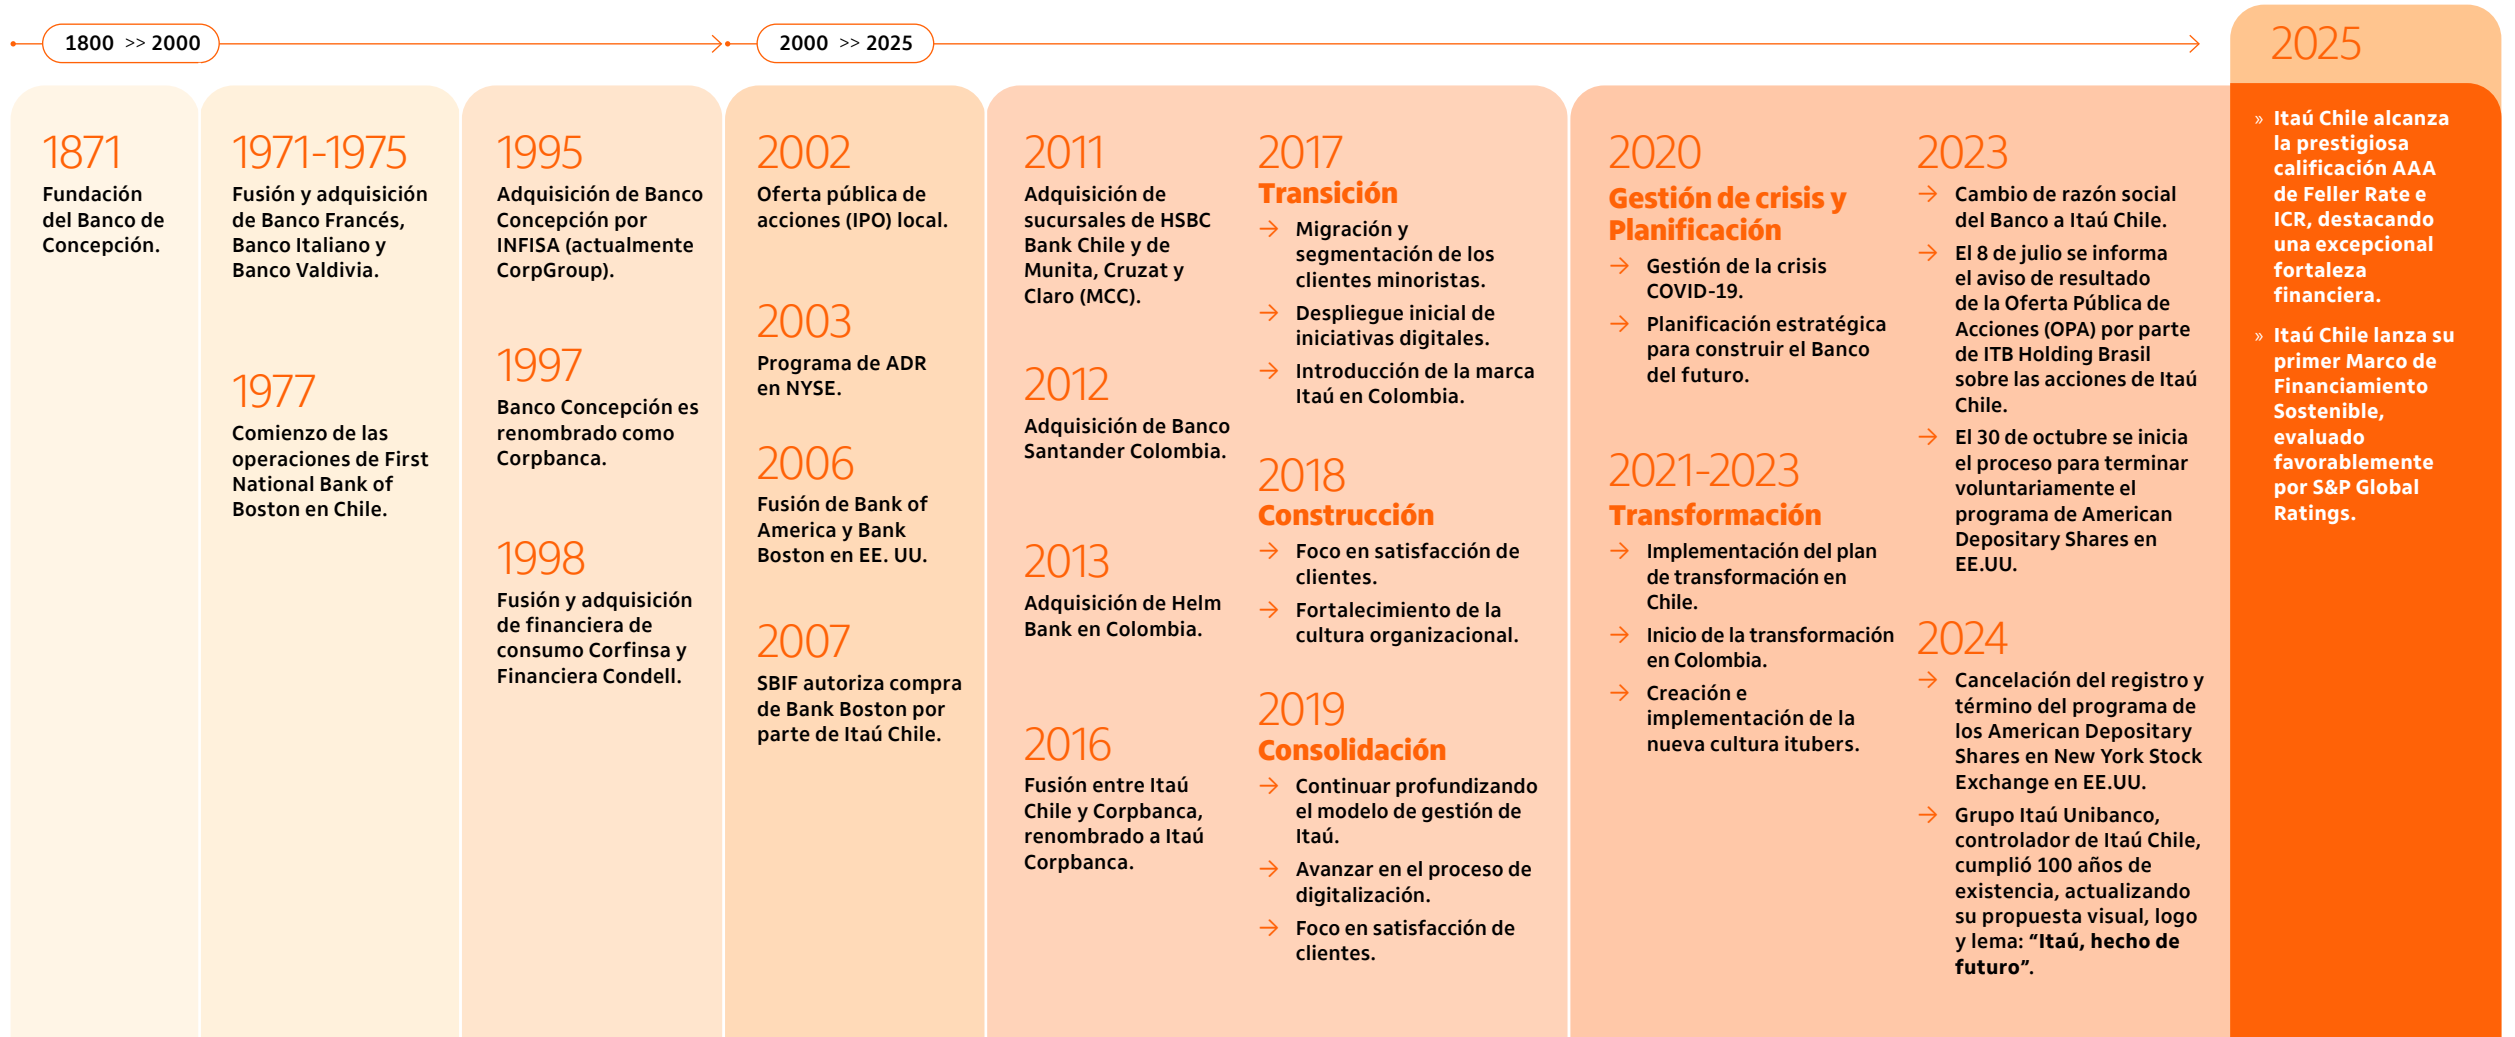 1800 >> 2000
2000 >> 2025
1871
Fundación
del Banco de
Concepción.
1971-1975
Fusión y adquisición
de Banco Francés,
Banco Italiano y
Banco Valdivia.
1977
Comienzo de las
operaciones de First
National Bank of
Boston en Chile.
1995
Adquisición de Banco
Concepción por
INFISA (actualmente
CorpGroup).
1997
Banco Concepción es
renombrado como
Corpbanca.
1998
Fusión y adquisición
de financiera de
consumo Corfinsa y
Financiera Condell.
2002
Oferta pública de
acciones (IPO) local.
2003
Programa de ADR
en NYSE.
2006
Fusión de Bank of
America y Bank
Boston en EE. UU.
2007
SBIF autoriza compra
de Bank Boston por
parte de Itaú Chile.
2011
Adquisición de
sucursales de HSBC
Bank Chile y de
Munita, Cruzat y
Claro (MCC).
2012
Adquisición de Banco
Santander Colombia.
2013
Adquisición de Helm
Bank en Colombia.
2016
Fusión entre Itaú
Chile y Corpbanca,
renombrado a Itaú
Corpbanca.
2017
Transición
→ Migración y
segmentación de los
clientes minoristas.
→ Despliegue inicial de
iniciativas digitales.
→ Introducción de la marca
Itaú en Colombia.
2018
Construcción
→ Foco en satisfacción de
clientes.
→ Fortalecimiento de la
cultura organizacional.
2019
Consolidación
→ Continuar profundizando
el modelo de gestión de
Itaú.
→ Avanzar en el proceso de
digitalización.
→ Foco en satisfacción de
clientes.
2020
Gestión de crisis y
Planificación
→ Gestión de la crisis
COVID-19.
→ Planificación estratégica
para construir el Banco
del futuro.
2021-2023
Transformación
→ Implementación del plan
de transformación en
Chile.
→ Inicio de la transformación
en Colombia.
→ Creación e
implementación de la
nueva cultura itubers.
2023
→ Cambio de razón social
del Banco a Itaú Chile.
→ El 8 de julio se informa
el aviso de resultado
de la Oferta Pública de
Acciones (OPA) por parte
de ITB Holding Brasil
sobre las acciones de Itaú
Chile.
→ El 30 de octubre se inicia
el proceso para terminar
voluntariamente el
programa de American
Depositary Shares en
EE.UU.
2024
→ Cancelación del registro y
término del programa de
los American Depositary
Shares en New York Stock
Exchange en EE.UU.
→ Grupo Itaú Unibanco,
controlador de Itaú Chile,
cumplió 100 años de
existencia, actualizando
su propuesta visual, logo
y lema: “Itaú, hecho de
futuro”.
2025
» Itaú Chile alcanza
la prestigiosa
calificación AAA
de Feller Rate e
ICR, destacando
una excepcional
fortaleza
financiera.
» Itaú Chile lanza su
primer Marco de
Financiamiento
Sostenible,
evaluado
favorablemente
por S&P Global
Ratings.